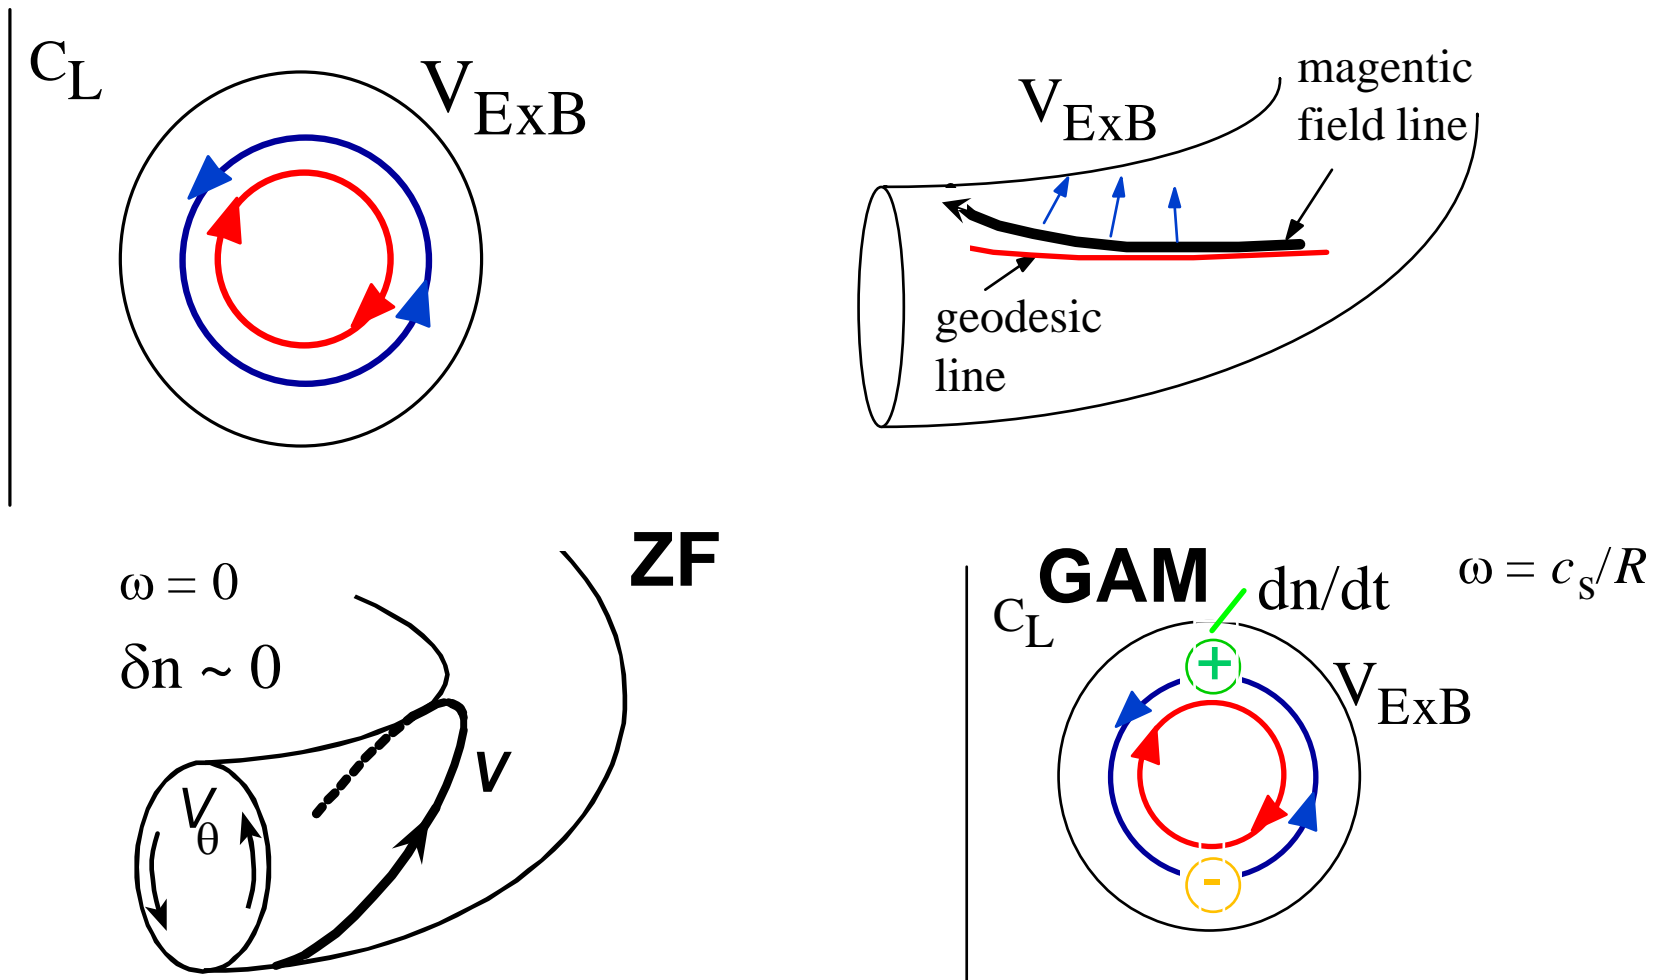 CL
VExB
VExB
magentic
field line
geodesic
line
ZF
ω = 0
δn ~ 0
V
Vθ
GAM
ω = cs/R
CL
dn/dt
+
VExB
-